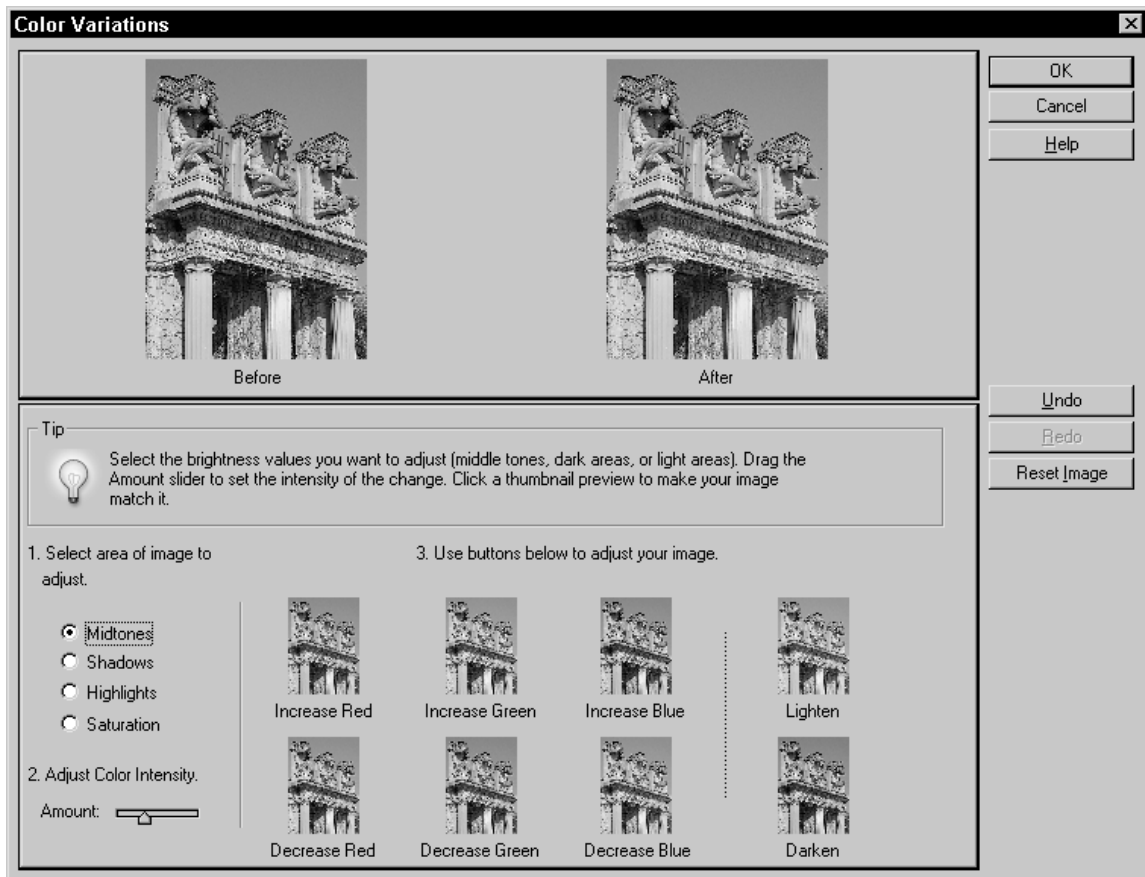 Color Variations
OK
Cancel
Help
Before
After
Undo
Redo
Reset Image
Tip
Select the brightness values you want to adjust (middle tones, dark areas, or light areas). Drag the
Amount slider to set the intensity of the change. Click a thumbnail preview to make your image
match it.
1. Select area of image to
adjust.
3. Use buttons below to adjust your image.
Midtones
Shadows
Highlights
Saturation
Increase Red
Increase Green
Increase Blue
Lighten
2. Adjust Color Intensity.
Amount:
Decrease Red
Decrease Green
Decrease Blue
Darken